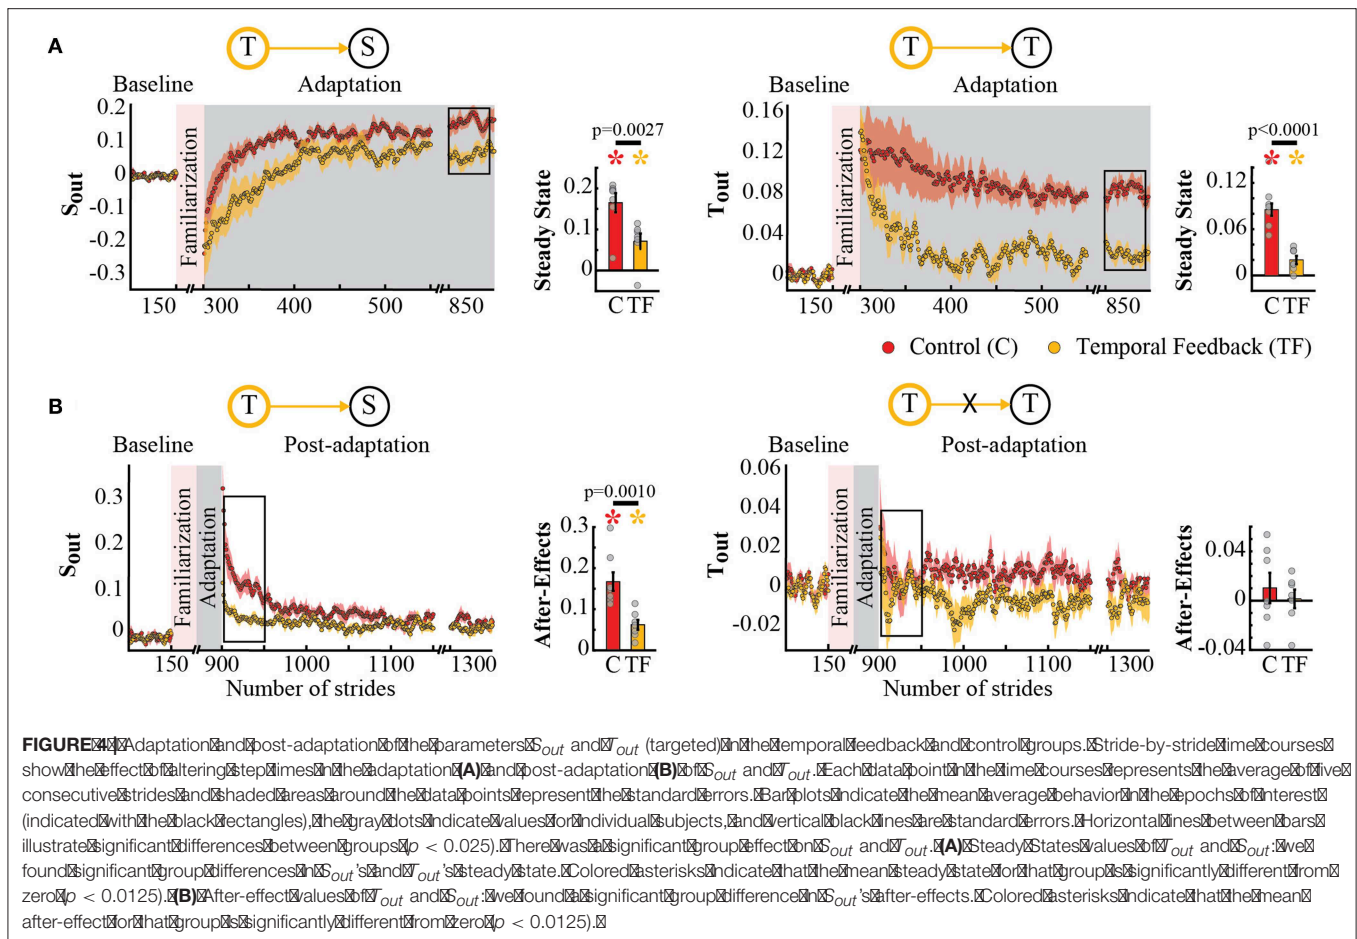 A
T S T T
Baseline Adaptation Baseline Adaptation
Sout
0.2
0.1
0
-0.1
-0.2
-0.3
Familiarization
150 300 400 500 850
p=0.0027
* *
Steady State
0.2
0.1
0
C TF
Tout
0.16
0.12
0.08
0.04
0
Familiarization
150 300 400 500 850
p<0.0001
* *
Steady State
0.12
0.06
0
C TF
Control (C) Temporal Feedback (TF)
B
T S T X T
Baseline Post-adaptation Baseline Post-adaptation
Sout
0.3
0.2
0.1
0
Familiarization
Adaptation
150 900 1000 1100 1300
Number of strides
p=0.0010
* *
After-Effects
0.3
0.2
0.1
0
C TF
Tout
0.06
0.04
0.02
0
-0.02
Familiarization
Adaptation
150 900 1000 1100 1300
Number of strides
After-Effects
0.04
0
-0.04
C TF
FIGURE 4 | Adaptation and post-adaptation of the parameters Sout and Tout (targeted) in the temporal feedback and control groups. Stride-by-stride time courses
show the effect of altering step times in the adaptation (A) and post-adaptation (B) of Sout and Tout. Each data point in the time courses represents the average of five
consecutive strides and shaded areas around the data points represent the standard errors. Bar plots indicate the mean average behavior in the epochs of interest
(indicated with the black rectangles), the gray dots indicate values for individual subjects, and vertical black lines are standard errors. Horizontal lines between bars
illustrate significant differences between groups (p < 0.025). There was a significant group effect on Sout and Tout. (A) Steady States values of Tout and Sout: we
found significant group differences in Sout's and Tout's steady state. Colored asterisks indicate that the mean steady state for that group is significantly different from
zero (p < 0.0125). (B) After-effect values of Tout and Sout: we found a significant group difference in Sout's after-effects. Colored asterisks indicate that the mean
after-effect for that group is significantly different from zero (p < 0.0125).